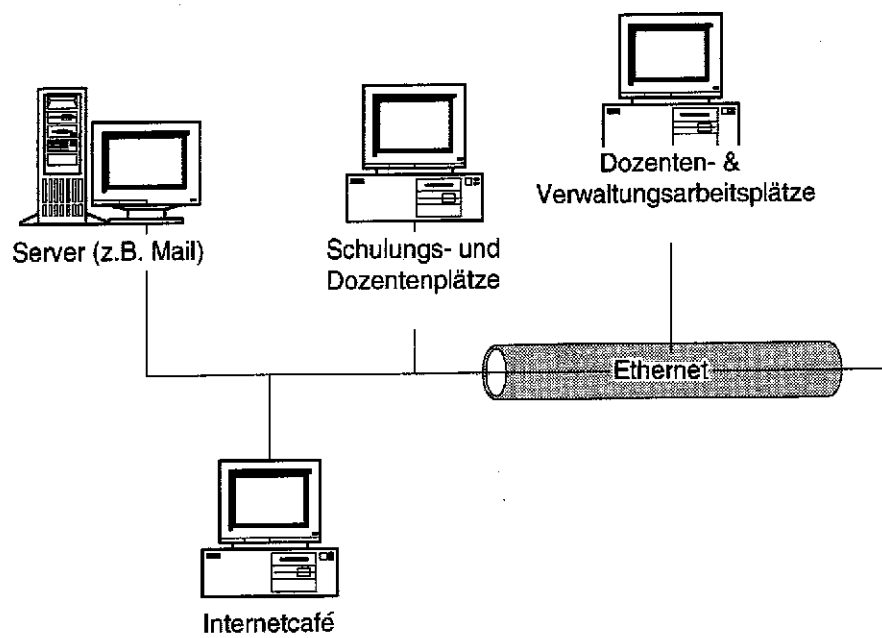 Dozenten- &
Verwaltungsarbeitsplätze
Server (z.B. Mail)
Schulungs- und
Dozentenplätze
Ethernet
Internetcafé